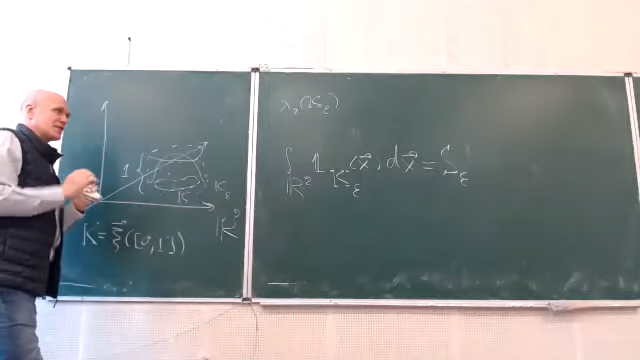 1 {
K
K_ε
ℝ²
K = ξ⃗([0,1])
λ₂(K_ε)
∫_{ℝ²} 𝟙_{K_ε}(x⃗) dx⃗ = S_ε